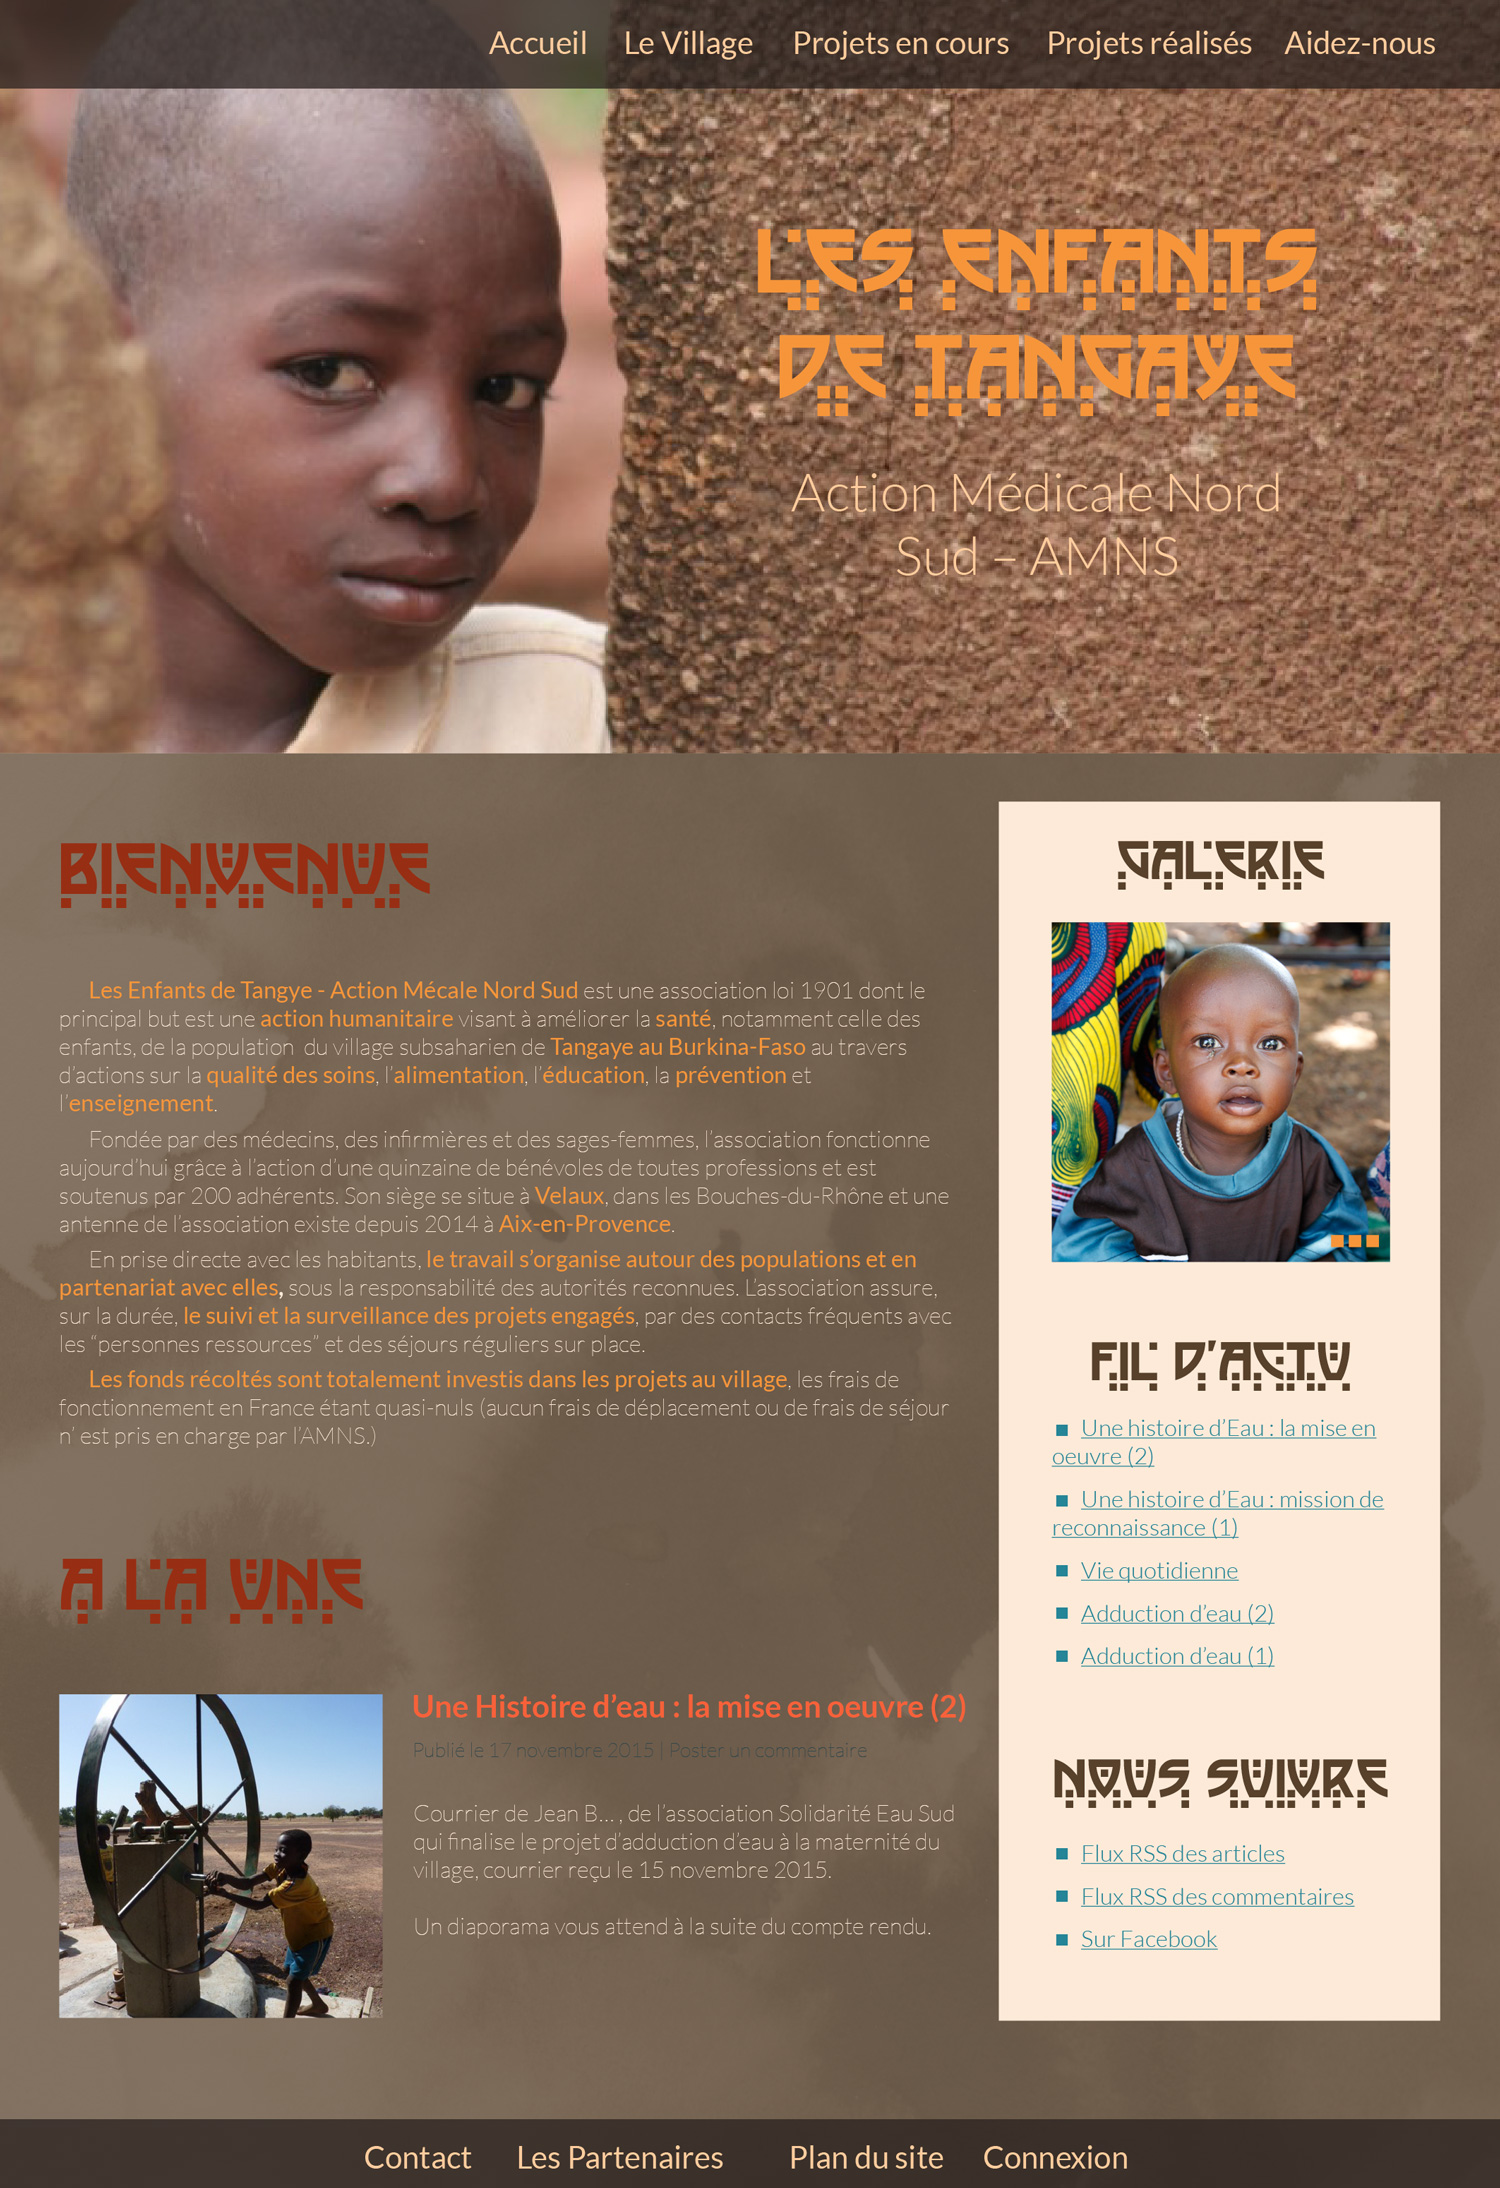 Accueil Le Village Projets en cours Projets réalisés Aidez-nous
LES ENFANTS
DE TANGAYE
Action Médicale Nord
Sud – AMNS
BIENVENUE
Les Enfants de Tangye - Action Mécale Nord Sud est une association loi 1901 dont le
principal but est une action humanitaire visant à améliorer la santé, notamment celle des
enfants, de la population du village subsaharien de Tangaye au Burkina-Faso au travers
d’actions sur la qualité des soins, l’alimentation, l’éducation, la prévention et
l’enseignement.
Fondée par des médecins, des infirmières et des sages-femmes, l’association fonctionne
aujourd’hui grâce à l’action d’une quinzaine de bénévoles de toutes professions et est
soutenus par 200 adhérents. Son siège se situe à Velaux, dans les Bouches-du-Rhône et une
antenne de l’association existe depuis 2014 à Aix-en-Provence.
En prise directe avec les habitants, le travail s’organise autour des populations et en
partenariat avec elles, sous la responsabilité des autorités reconnues. L’association assure,
sur la durée, le suivi et la surveillance des projets engagés, par des contacts fréquents avec
les “personnes ressources” et des séjours réguliers sur place.
Les fonds récoltés sont totalement investis dans les projets au village, les frais de
fonctionnement en France étant quasi-nuls (aucun frais de déplacement ou de frais de séjour
n’ est pris en charge par l’AMNS.)
A LA UNE
Une Histoire d’eau : la mise en oeuvre (2)
Publié le 17 novembre 2015 | Poster un commentaire
Courrier de Jean B… , de l’association Solidarité Eau Sud
qui finalise le projet d’adduction d’eau à la maternité du
village, courrier reçu le 15 novembre 2015.
Un diaporama vous attend à la suite du compte rendu.
GALERIE
FIL D’ACTU
Une histoire d’Eau : la mise en
oeuvre (2)
Une histoire d’Eau : mission de
reconnaissance (1)
Vie quotidienne
Adduction d’eau (2)
Adduction d’eau (1)
NOUS SUIVRE
Flux RSS des articles
Flux RSS des commentaires
Sur Facebook
Contact Les Partenaires Plan du site Connexion